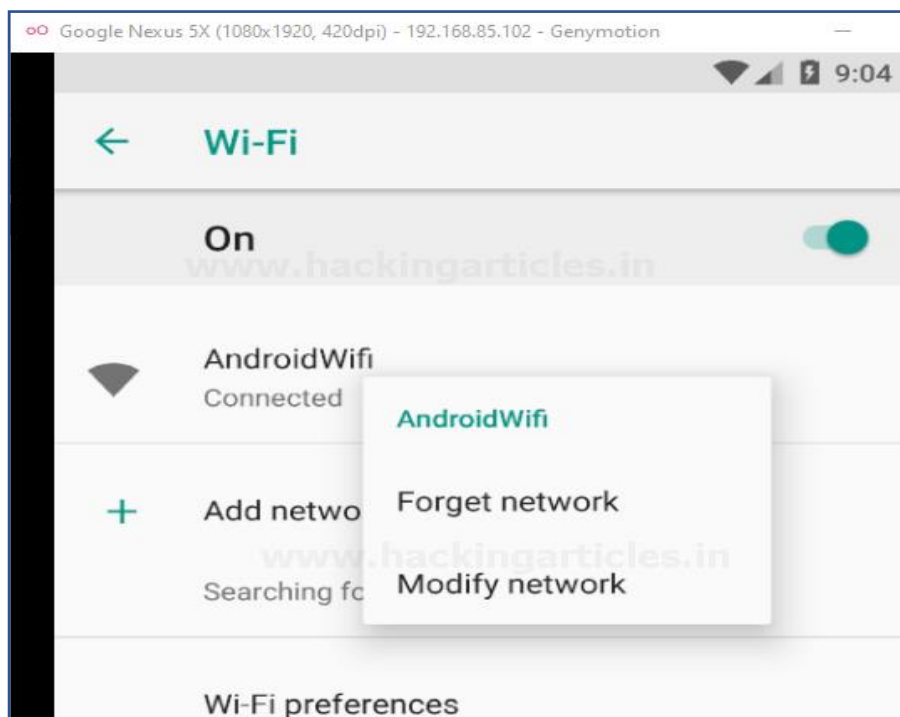 Google Nexus 5X (1080x1920, 420dpi) - 192.168.85.102 - Genymotion
9:04
Wi-Fi
On
www.hackingarticles.in
AndroidWifi
Connected
AndroidWifi
Forget network
Add netwo
www.hackingarticles.in
Modify network
Searching fo
Wi-Fi preferences